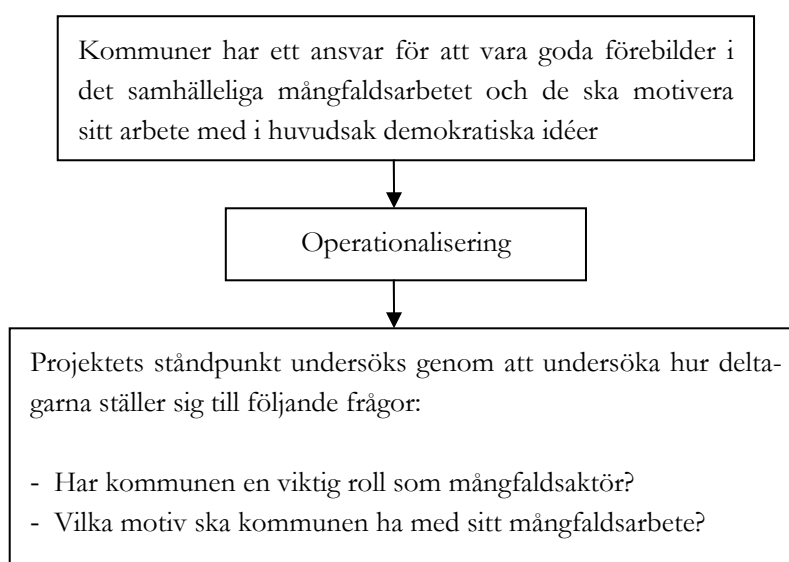 Kommuner har ett ansvar för att vara goda förebilder i
det samhälleliga mångfaldsarbetet och de ska motivera
sitt arbete med i huvudsak demokratiska idéer
Operationalisering
Projektets ståndpunkt undersöks genom att undersöka hur delta-
garna ställer sig till följande frågor:
- Har kommunen en viktig roll som mångfaldsaktör?
- Vilka motiv ska kommunen ha med sitt mångfaldsarbete?